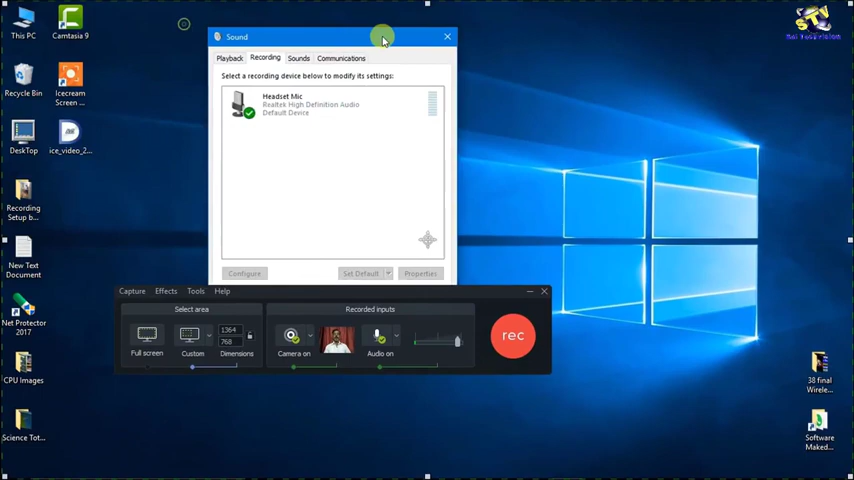 This PC
Camtasia 9
Recycle Bin
Icecream
Screen ...
DeskTop
ice_video_2...
Recording
Setup b...
New Text
Document
Net Protector
2017
CPU Images
Science Tot...
Sound
Playback
Recording
Sounds
Communications
Select a recording device below to modify its settings:
Headset Mic
Realtek High Definition Audio
Default Device
Configure
Set Default
Properties
Capture
Effects
Tools
Help
Select area
Recorded inputs
Full screen
Custom
1364
768
Dimensions
Camera on
Audio on
rec
STV
Sai TeleVision
38 final
Wirele...
Software
Maked...